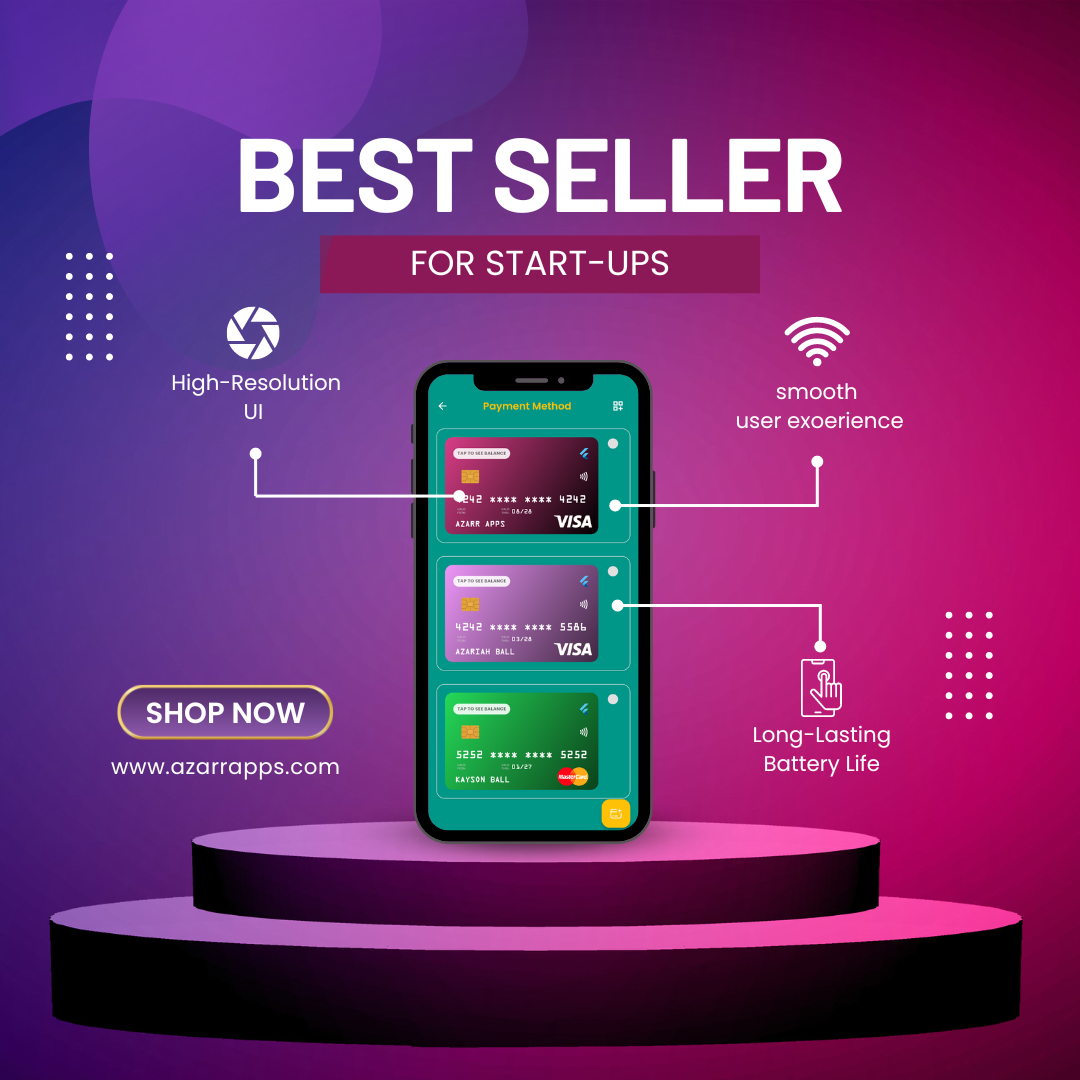 BEST SELLER
FOR START-UPS
High-Resolution
UI
smooth
user exoerience
Payment Method
TAP TO SEE BALANCE
242 **** **** 4242
08/28
AZARR APPS
VISA
TAP TO SEE BALANCE
4242 **** **** 5586
03/28
AZARIAH BALL
VISA
TAP TO SEE BALANCE
5252 **** **** 5252
01/27
KAYSON BALL
MasterCard
SHOP NOW
www.azarrapps.com
Long-Lasting
Battery Life